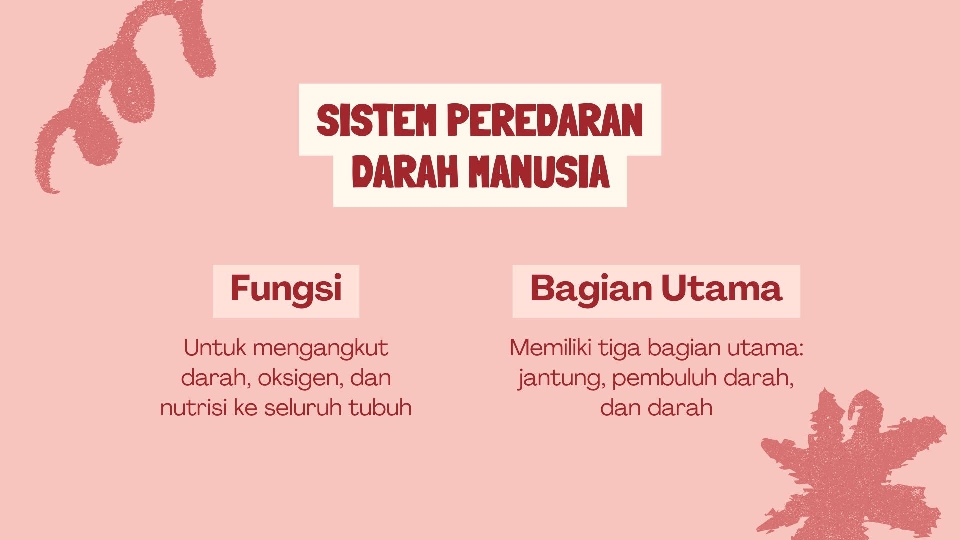 SISTEM PEREDARAN
DARAH MANUSIA
Fungsi
Untuk mengangkut
darah, oksigen, dan
nutrisi ke seluruh tubuh
Bagian Utama
Memiliki tiga bagian utama:
jantung, pembuluh darah,
dan darah